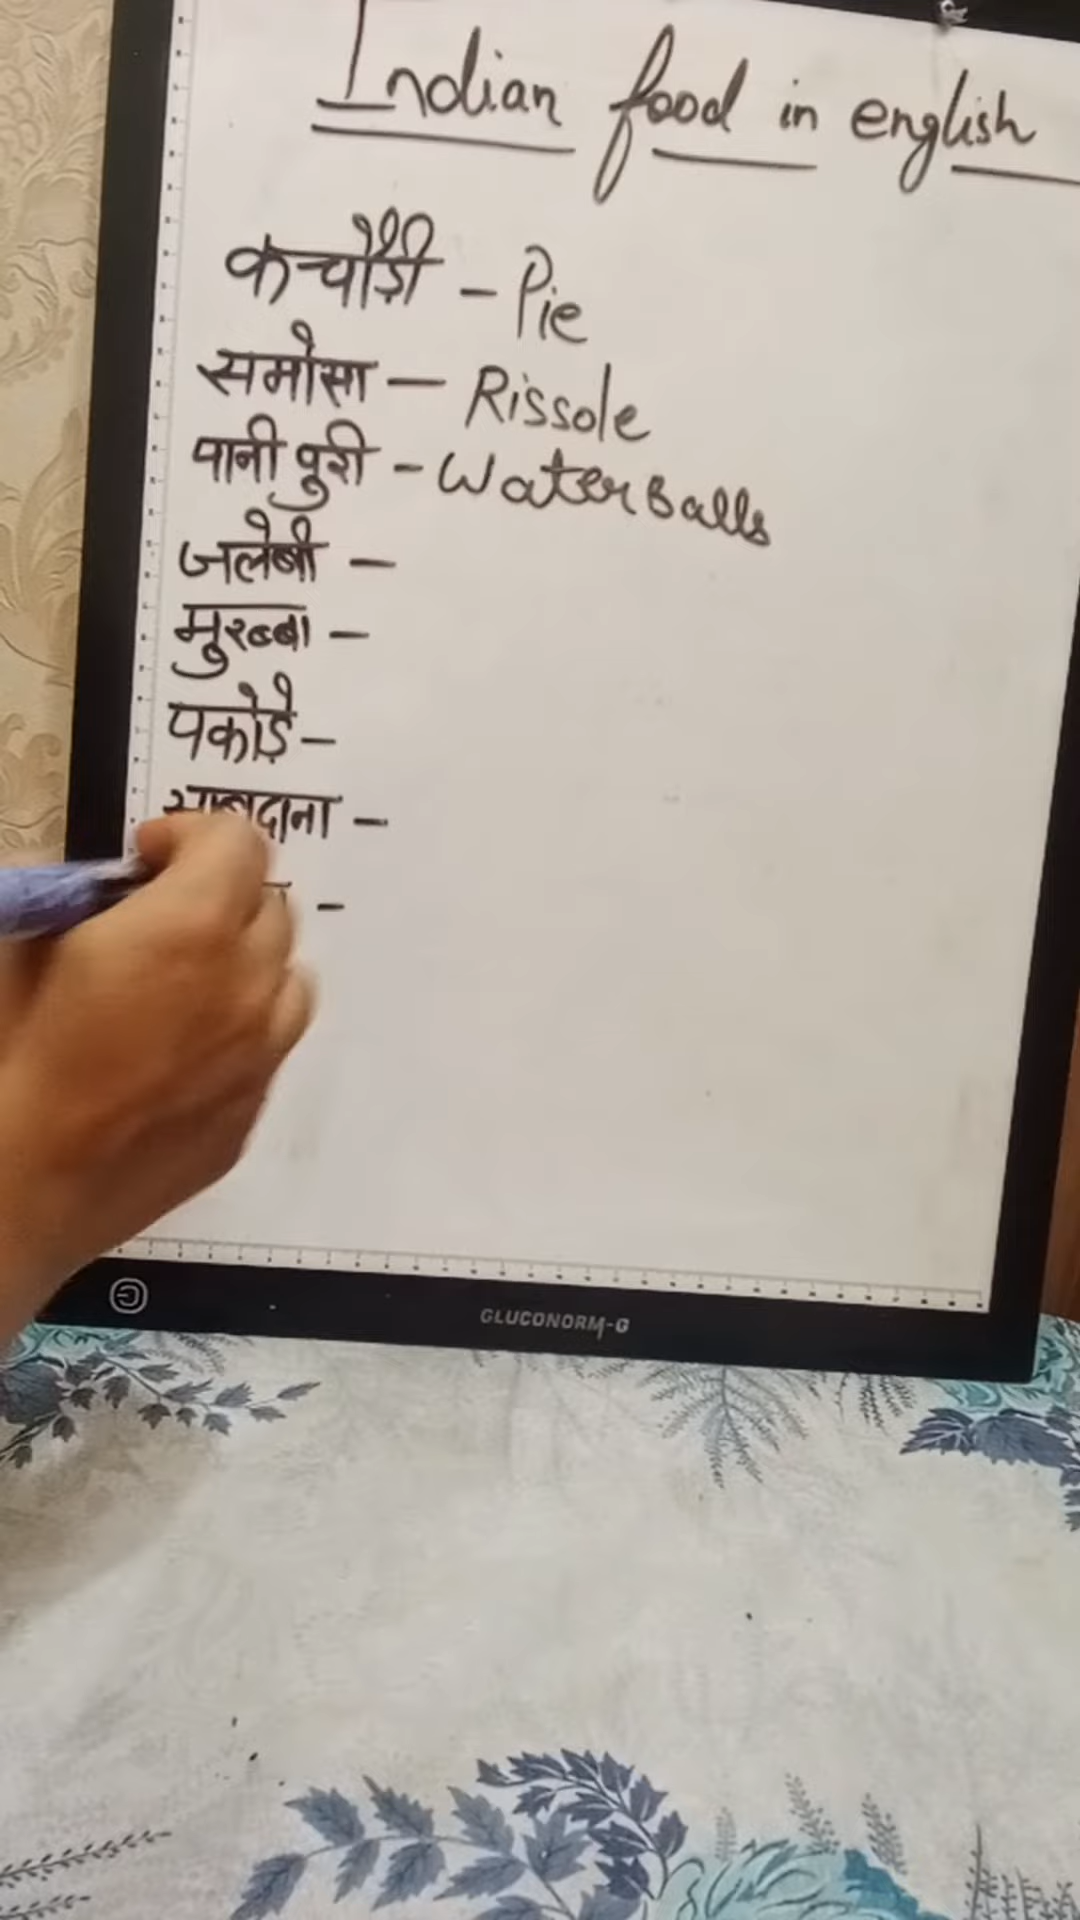 Indian food in english
कचौड़ी - Pie
समोसा - Rissole
पानी पुरी - Water Balls
जलेबी -
मुरब्बा -
पकोड़े -
-
GLUCONORM-G